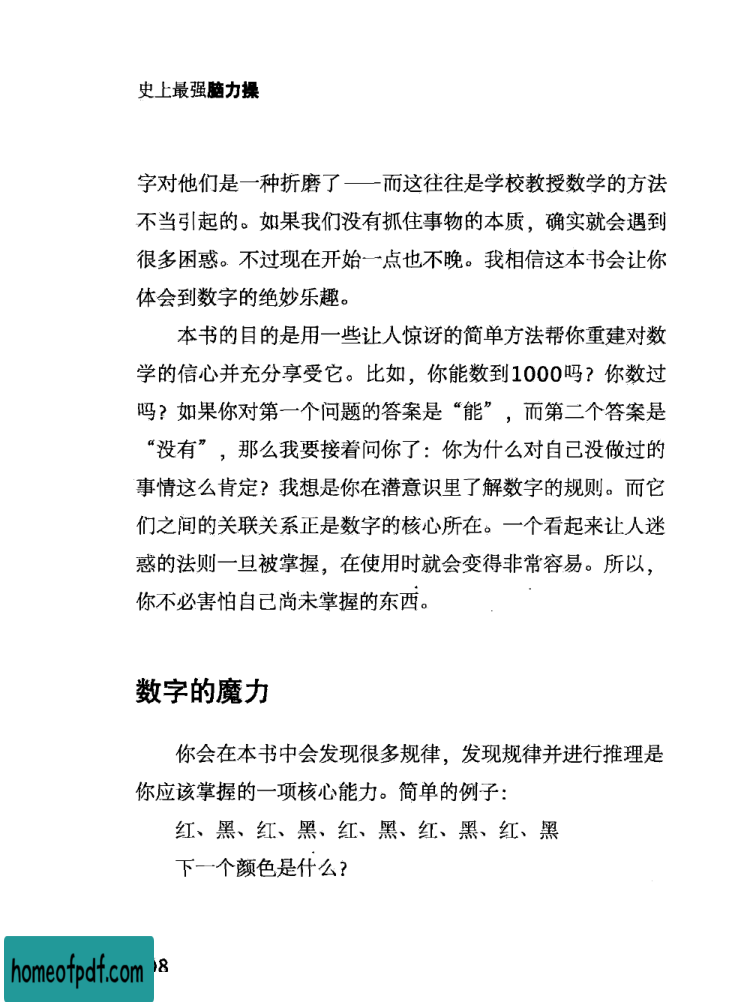 史上最强脑力操
字对他们是一种折磨了——而这往往是学校教授数学的方法
不当引起的。如果我们没有抓住事物的本质，确实就会遇到
很多困惑。不过现在开始一点也不晚。我相信这本书会让你
体会到数字的绝妙乐趣。
本书的目的是用一些让人惊讶的简单方法帮你重建对数
学的信心并充分享受它。比如，你能数到1000吗？你数过
吗？如果你对第一个问题的答案是“能”，而第二个答案是
“没有”，那么我要接着问你了：你为什么对自己没做过的
事情这么肯定？我想是你在潜意识里了解数字的规则。而它
们之间的关联关系正是数字的核心所在。一个看起来让人迷
惑的法则一旦被掌握，在使用时就会变得非常容易。所以，
你不必害怕自己尚未掌握的东西。
数字的魔力
你会在本书中会发现很多规律，发现规律并进行推理是
你应该掌握的一项核心能力。简单的例子：
红、黑、红、黑、红、黑、红、黑、红、黑
下一个颜色是什么？
homeofpdf.com